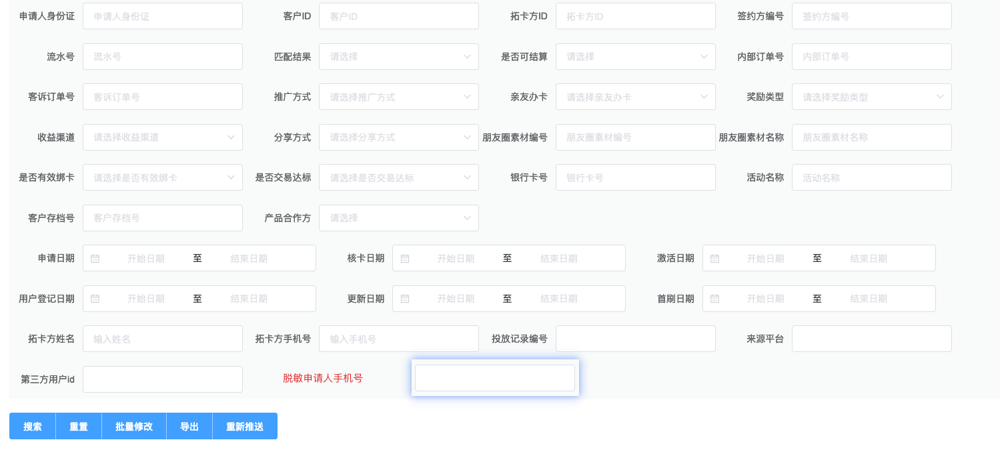 申请人身份证 申请人身份证 客户ID 客户ID 拓卡方ID 拓卡方ID 签约方编号 签约方编号
流水号 流水号 匹配结果 请选择 是否可结算 请选择 内部订单号 内部订单号
客诉订单号 客诉订单号 推广方式 请选择推广方式 亲友办卡 请选择亲友办卡 奖励类型 请选择奖励类型
收益渠道 请选择收益渠道 分享方式 请选择分享方式 朋友圈素材编号 朋友圈素材编号 朋友圈素材名称 朋友圈素材名称
是否有效绑卡 请选择是否有效绑卡 是否交易达标 请选择是否交易达标 银行卡号 银行卡号 活动名称 活动名称
客户存档号 客户存档号 产品合作方 请选择
申请日期 开始日期 至 结束日期 核卡日期 开始日期 至 结束日期 激活日期 开始日期 至 结束日期
用户登记日期 开始日期 至 结束日期 更新日期 开始日期 至 结束日期 首刷日期 开始日期 至 结束日期
拓卡方姓名 输入姓名 拓卡方手机号 输入手机号 投放记录编号 来源平台
第三方用户id 脱敏申请人手机号
搜索 重置 批量修改 导出 重新推送